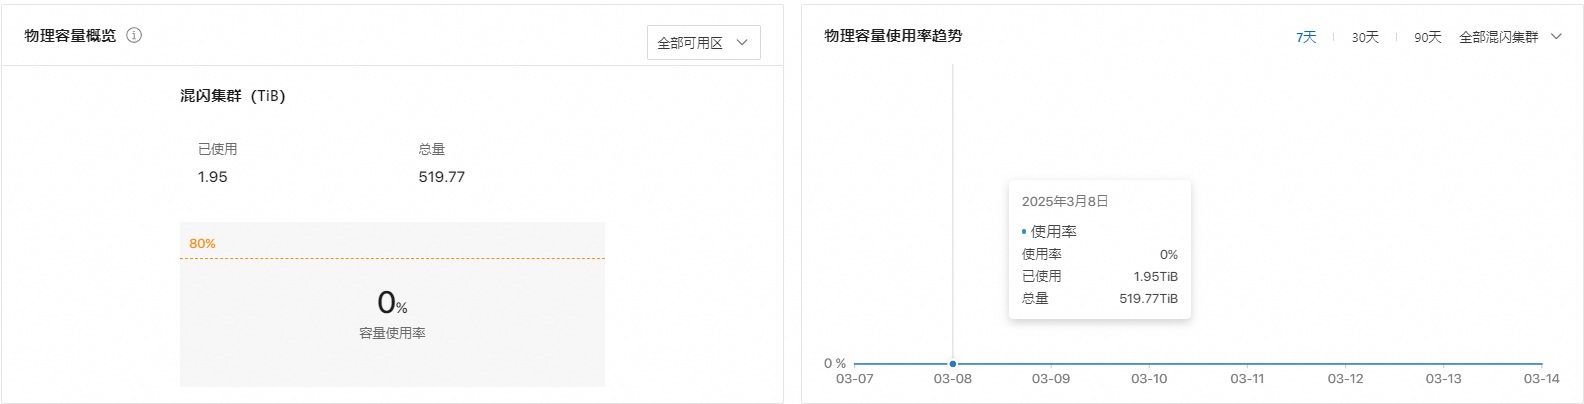 物理容量概览
全部可用区
混闪集群 (TiB)
已使用 总量
1.95 519.77
80%
0%
容量使用率
物理容量使用率趋势
7天 30天 90天 全部混闪集群
2025年3月8日
使用率
使用率 0%
已使用 1.95TiB
总量 519.77TiB
0 %
03-07 03-08 03-09 03-10 03-11 03-12 03-13 03-14